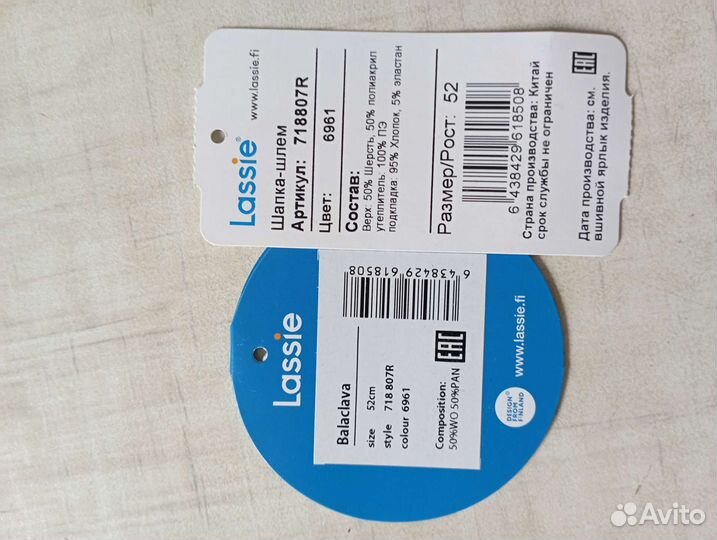 Lassie®
www.lassie.fi
Шапка-шлем
Артикул: 718807R
Цвет: 6961
Состав:
Верх: 50% Шерсть, 50% полиакрил
утеплитель: 100% ПЭ
подкладка: 95% Хлопок, 5% эластан
Размер/Рост: 52
6 438429 618508
Страна производства: Китай
срок службы не ограничен
EAC
Дата производства: см.
вшивной ярлык изделия.
Lassie
Balaclava
size 52cm
style 718 807R
colour 6961
6 438429 618508
Composition:
50%WO 50%PAN
EAC
DESIGN
FROM
FINLAND
www.lassie.fi
Avito